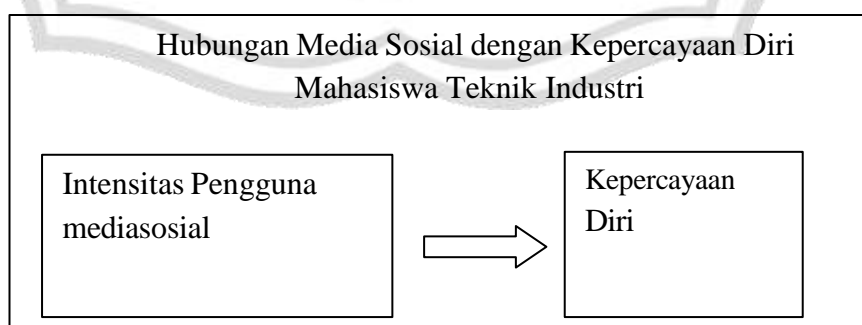 Hubungan Media Sosial dengan Kepercayaan Diri
Mahasiswa Teknik Industri
Intensitas Pengguna
mediasosial
Kepercayaan
Diri